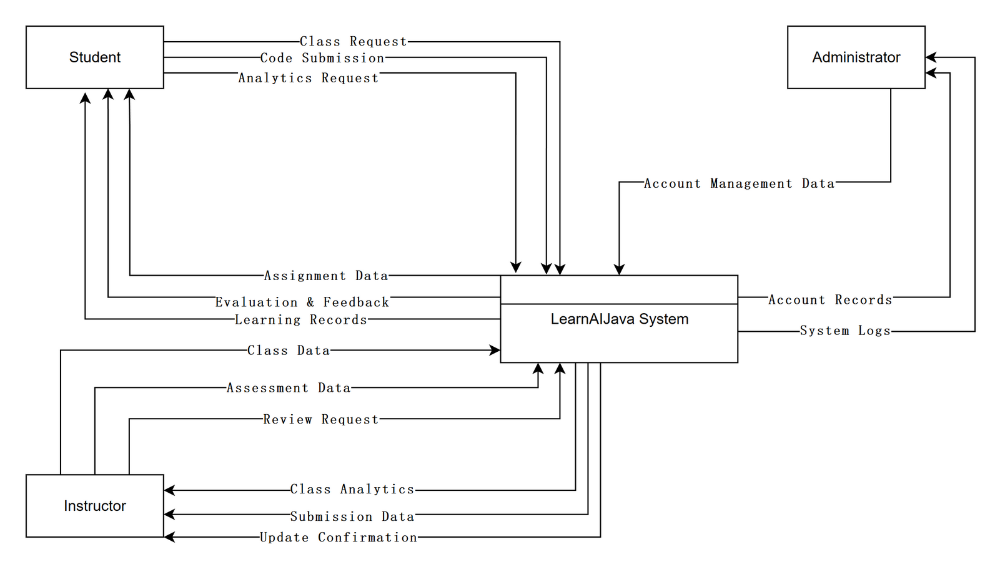 Student
Class Request
Code Submission
Analytics Request
Administrator
Account Management Data
Assignment Data
Evaluation & Feedback
Learning Records
LearnAIJava System
Account Records
System Logs
Class Data
Assessment Data
Review Request
Instructor
Class Analytics
Submission Data
Update Confirmation